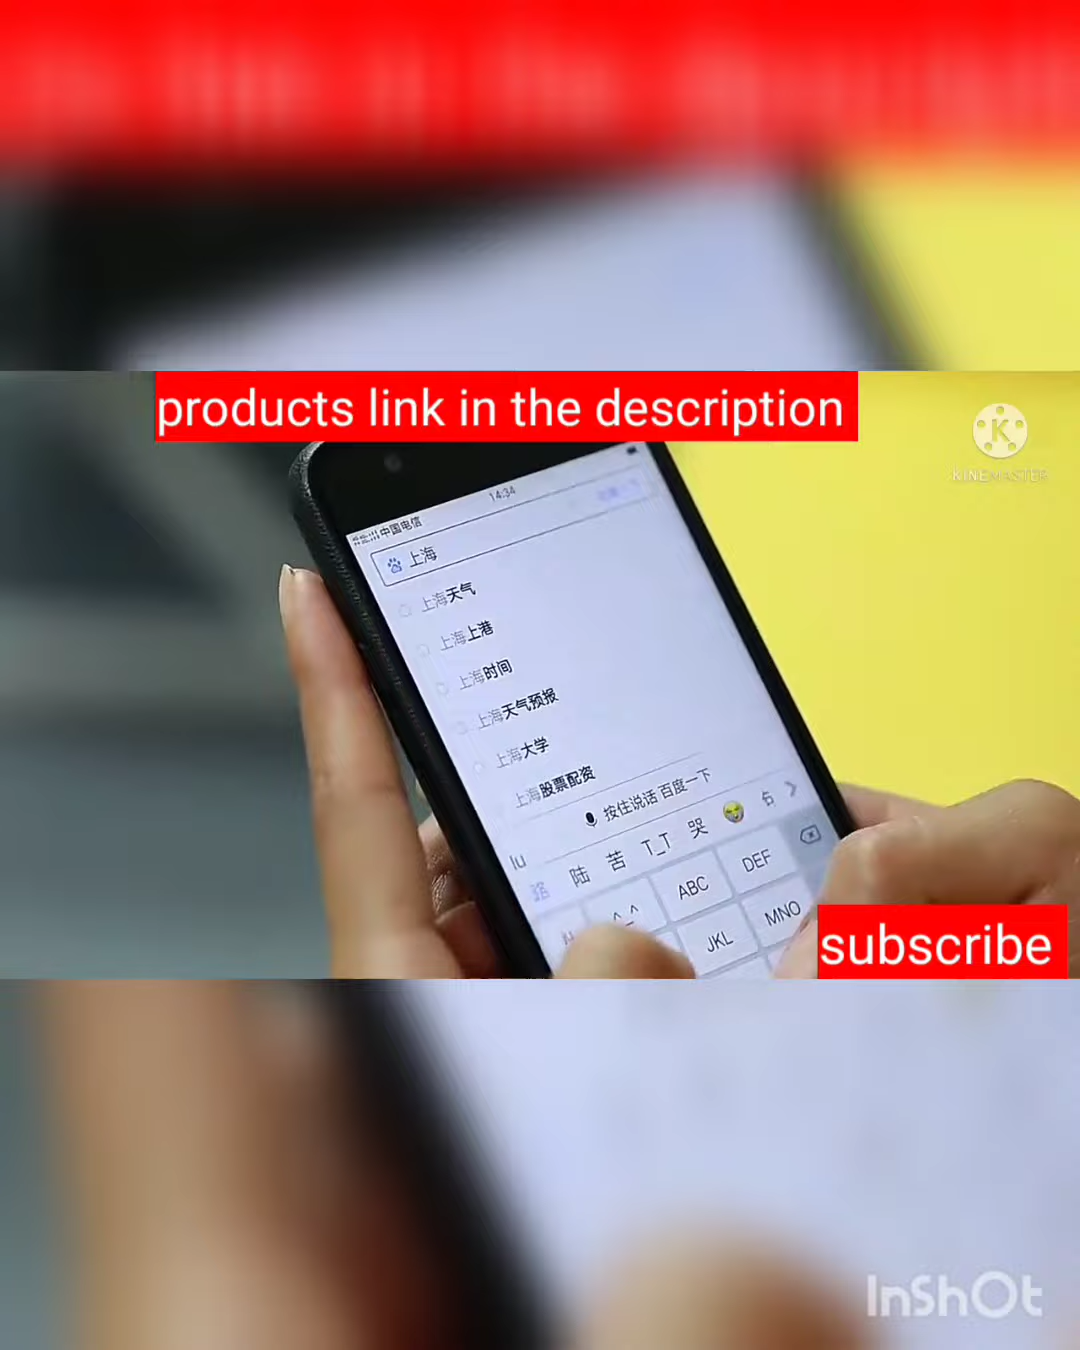 products link in the description
KINEMASTER
14:34
中国电信
上海
上海天气
上海上港
上海时间
上海天气预报
上海大学
上海股票配资
按住说话 百度一下
lu
陆 苦 T_T 哭
^_^ ABC DEF
JKL MNO
subscribe
InShOt